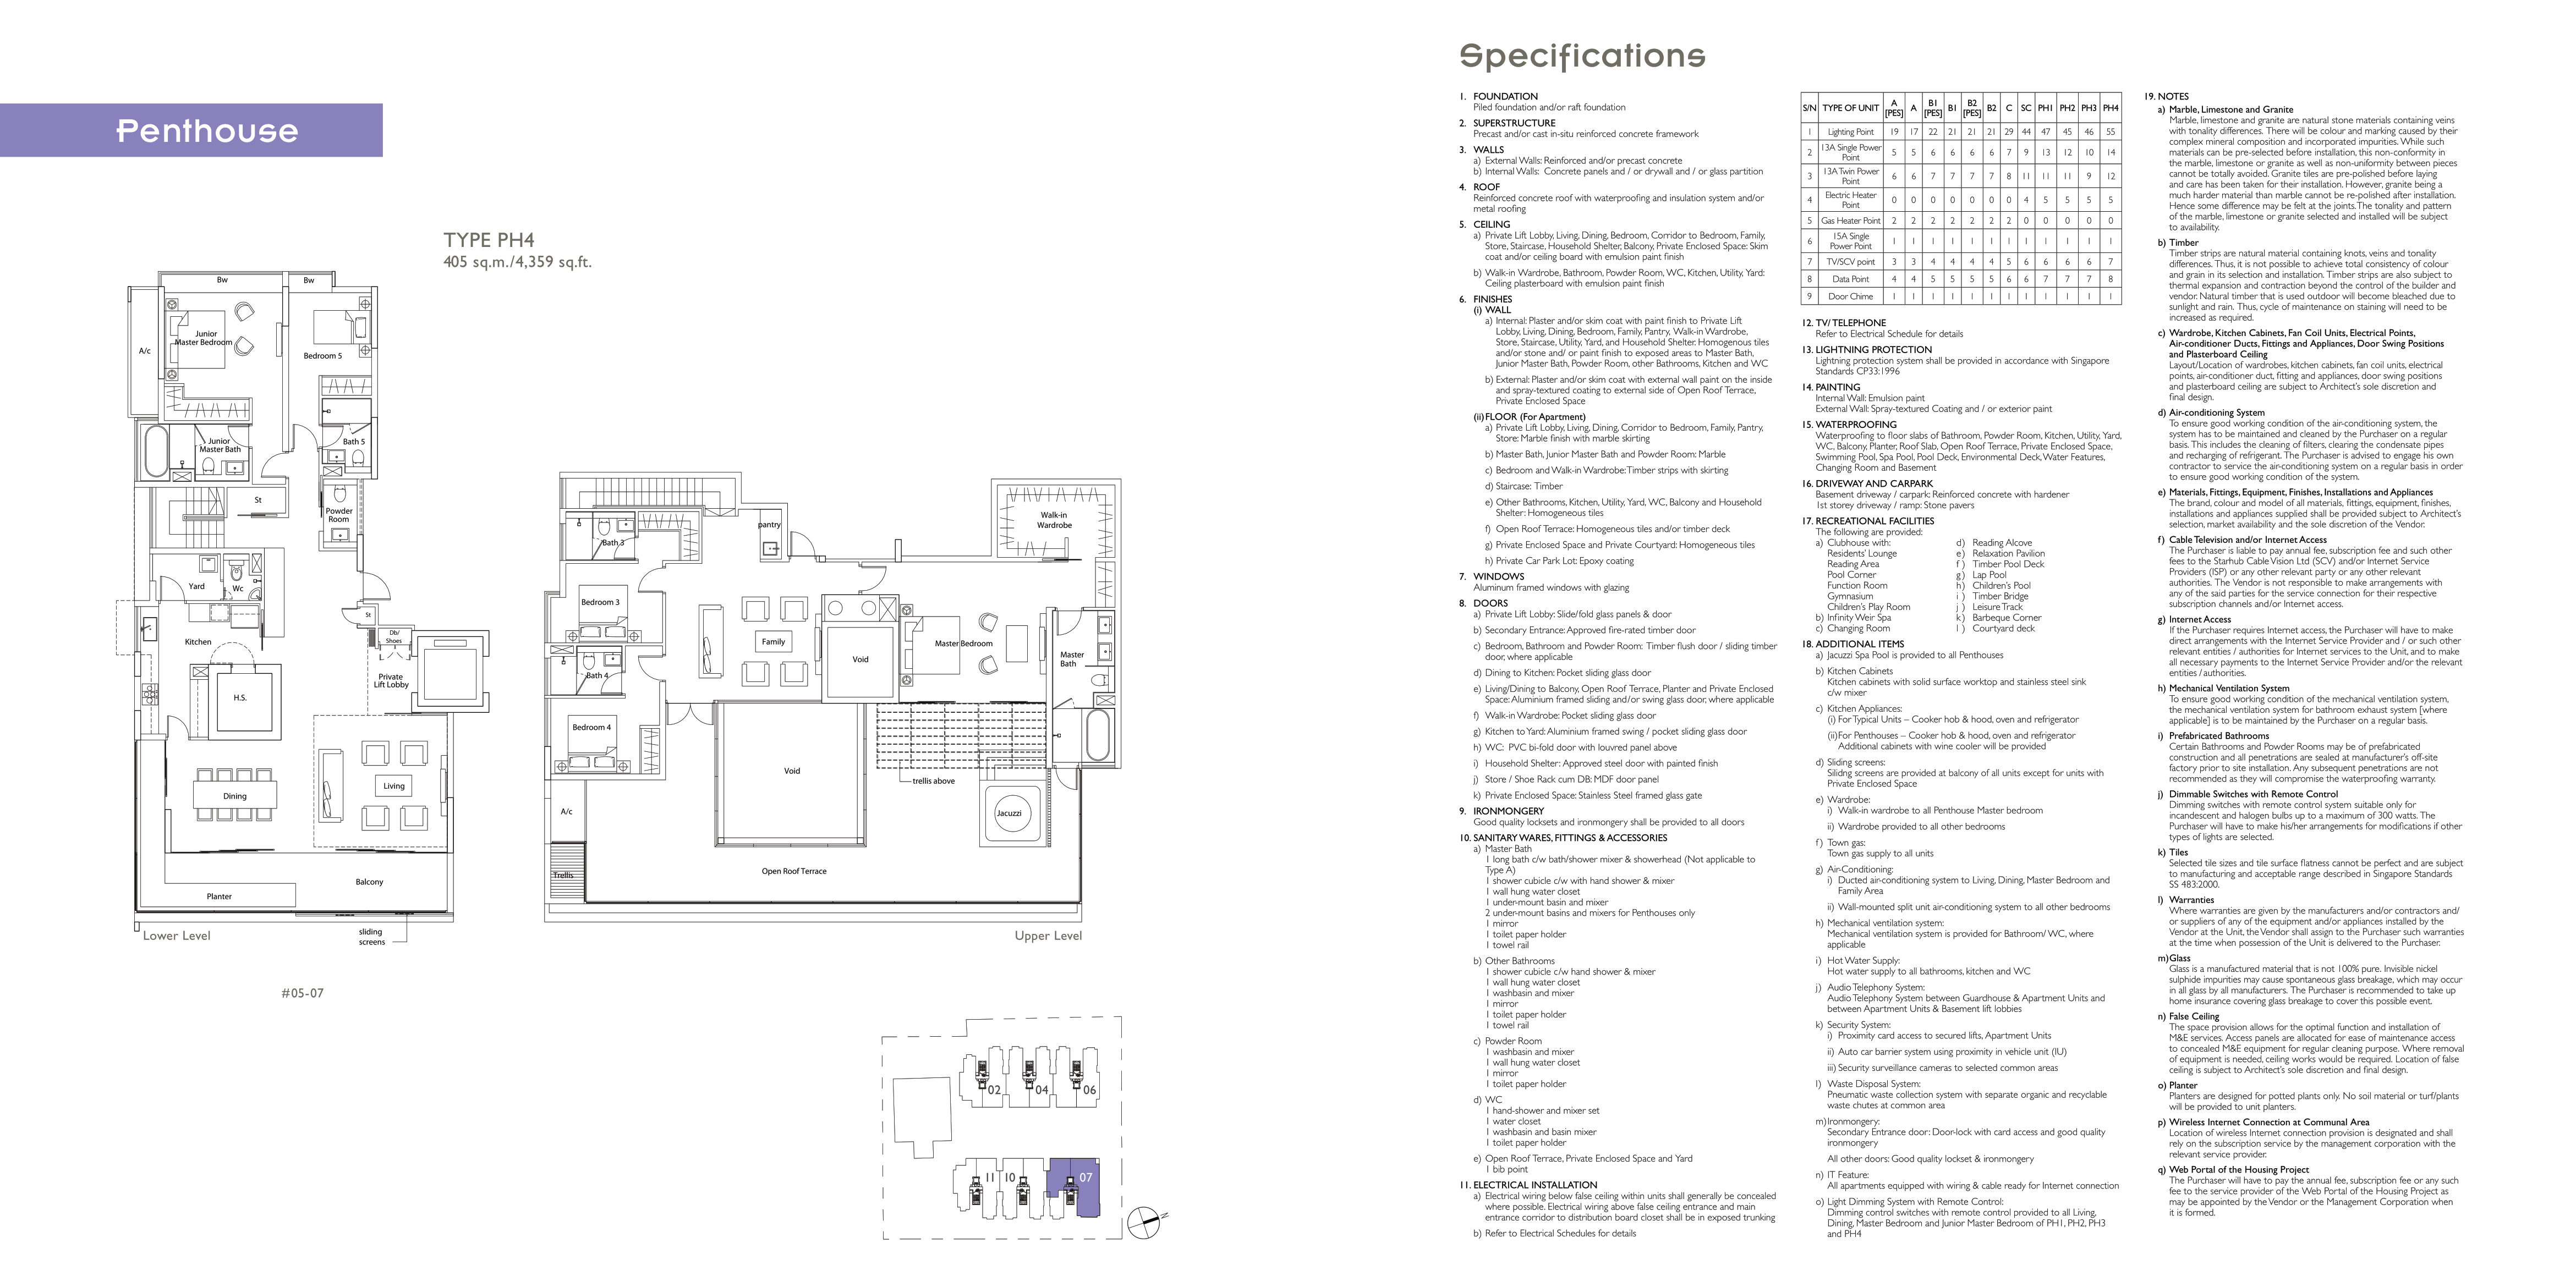 Penthouse
TYPE PH4
405 sq.m./4,359 sq.ft.
Bw
Bw
Junior
Master Bedroom
A/c
Bedroom 5
Junior
Master Bath
Bath 5
St
Powder
Room
Yard
Wc
St
Kitchen
Db/
Shoes
Private
Lift Lobby
H.S.
Dining
Living
Planter
Balcony
sliding
screens
Lower Level
#05-07
Walk-in
Wardrobe
pantry
Bath 3
Bedroom 3
Family
Void
Master Bedroom
Master
Bath
Bath 4
Bedroom 4
Void
trellis above
A/c
Jacuzzi
Trellis
Open Roof Terrace
Upper Level
02
04
06
11
10
07
N
Specifications
1. FOUNDATION
Piled foundation and/or raft foundation
2. SUPERSTRUCTURE
Precast and/or cast in-situ reinforced concrete framework
3. WALLS
a) External Walls: Reinforced and/or precast concrete
b) Internal Walls: Concrete panels and / or drywall and / or glass partition
4. ROOF
Reinforced concrete roof with waterproofing and insulation system and/or
metal roofing
5. CEILING
a) Private Lift Lobby, Living, Dining, Bedroom, Corridor to Bedroom, Family,
Store, Staircase, Household Shelter, Balcony, Private Enclosed Space: Skim
coat and/or ceiling board with emulsion paint finish
b) Walk-in Wardrobe, Bathroom, Powder Room, WC, Kitchen, Utility, Yard:
Ceiling plasterboard with emulsion paint finish
6. FINISHES
(i) WALL
a) Internal: Plaster and/or skim coat with paint finish to Private Lift
Lobby, Living, Dining, Bedroom, Family, Pantry, Walk-in Wardrobe,
Store, Staircase, Utility, Yard, and Household Shelter. Homogenous tiles
and/or stone and/ or paint finish to exposed areas to Master Bath,
Junior Master Bath, Powder Room, other Bathrooms, Kitchen and WC
b) External: Plaster and/or skim coat with external wall paint on the inside
and spray-textured coating to external side of Open Roof Terrace,
Private Enclosed Space
(ii) FLOOR (For Apartment)
a) Private Lift Lobby, Living, Dining, Corridor to Bedroom, Family, Pantry,
Store: Marble finish with marble skirting
b) Master Bath, Junior Master Bath and Powder Room: Marble
c) Bedroom and Walk-in Wardrobe: Timber strips with skirting
d) Staircase: Timber
e) Other Bathrooms, Kitchen, Utility, Yard, WC, Balcony and Household
Shelter: Homogeneous tiles
f) Open Roof Terrace: Homogeneous tiles and/or timber deck
g) Private Enclosed Space and Private Courtyard: Homogeneous tiles
h) Private Car Park Lot: Epoxy coating
7. WINDOWS
Aluminum framed windows with glazing
8. DOORS
a) Private Lift Lobby: Slide/fold glass panels & door
b) Secondary Entrance: Approved fire-rated timber door
c) Bedroom, Bathroom and Powder Room: Timber flush door / sliding timber
door, where applicable
d) Dining to Kitchen: Pocket sliding glass door
e) Living/Dining to Balcony, Open Roof Terrace, Planter and Private Enclosed
Space: Aluminium framed sliding and/or swing glass door, where applicable
f) Walk-in Wardrobe: Pocket sliding glass door
g) Kitchen to Yard: Aluminium framed swing / pocket sliding glass door
h) WC: PVC bi-fold door with louvred panel above
i) Household Shelter: Approved steel door with painted finish
j) Store / Shoe Rack cum DB: MDF door panel
k) Private Enclosed Space: Stainless Steel framed glass gate
9. IRONMONGERY
Good quality locksets and ironmongery shall be provided to all doors
10. SANITARY WARES, FITTINGS & ACCESSORIES
a) Master Bath
1 long bath c/w bath/shower mixer & showerhead (Not applicable to
Type A)
1 shower cubicle c/w with hand shower & mixer
1 wall hung water closet
1 under-mount basin and mixer
2 under-mount basins and mixers for Penthouses only
1 mirror
1 toilet paper holder
1 towel rail
b) Other Bathrooms
1 shower cubicle c/w hand shower & mixer
1 wall hung water closet
1 washbasin and mixer
1 mirror
1 toilet paper holder
1 towel rail
c) Powder Room
1 washbasin and mixer
1 wall hung water closet
1 mirror
1 toilet paper holder
d) WC
1 hand-shower and mixer set
1 water closet
1 washbasin and basin mixer
1 toilet paper holder
e) Open Roof Terrace, Private Enclosed Space and Yard
1 bib point
11. ELECTRICAL INSTALLATION
a) Electrical wiring below false ceiling within units shall generally be concealed
where possible. Electrical wiring above false ceiling entrance and main
entrance corridor to distribution board closet shall be in exposed trunking
b) Refer to Electrical Schedules for details
S/N TYPE OF UNIT A [PES] A B1 [PES] B1 B2 [PES] B2 C SC PH1 PH2 PH3 PH4
1 Lighting Point 19 17 22 21 21 21 29 44 47 45 46 55
2 13A Single Power Point 5 5 6 6 6 6 7 9 13 12 10 14
3 13A Twin Power Point 6 6 7 7 7 7 8 11 11 11 9 12
4 Electric Heater Point 0 0 0 0 0 0 0 4 5 5 5 5
5 Gas Heater Point 2 2 2 2 2 2 2 0 0 0 0 0
6 15A Single Power Point 1 1 1 1 1 1 1 1 1 1 1 1
7 TV/SCV point 3 3 4 4 4 4 5 6 6 6 6 7
8 Data Point 4 4 5 5 5 5 6 6 7 7 7 8
9 Door Chime 1 1 1 1 1 1 1 1 1 1 1 1
12. TV/ TELEPHONE
Refer to Electrical Schedule for details
13. LIGHTNING PROTECTION
Lightning protection system shall be provided in accordance with Singapore
Standards CP33:1996
14. PAINTING
Internal Wall: Emulsion paint
External Wall: Spray-textured Coating and / or exterior paint
15. WATERPROOFING
Waterproofing to floor slabs of Bathroom, Powder Room, Kitchen, Utility, Yard,
WC, Balcony, Planter, Roof Slab, Open Roof Terrace, Private Enclosed Space,
Swimming Pool, Spa Pool, Pool Deck, Environmental Deck, Water Features,
Changing Room and Basement
16. DRIVEWAY AND CARPARK
Basement driveway / carpark: Reinforced concrete with hardener
1st storey driveway / ramp: Stone pavers
17. RECREATIONAL FACILITIES
The following are provided:
a) Clubhouse with:
Residents' Lounge
Reading Area
Pool Corner
Function Room
Gymnasium
Children's Play Room
b) Infinity Weir Spa
c) Changing Room
d) Reading Alcove
e) Relaxation Pavilion
f ) Timber Pool Deck
g) Lap Pool
h) Children's Pool
i ) Timber Bridge
j ) Leisure Track
k) Barbeque Corner
l ) Courtyard deck
18. ADDITIONAL ITEMS
a) Jacuzzi Spa Pool is provided to all Penthouses
b) Kitchen Cabinets
Kitchen cabinets with solid surface worktop and stainless steel sink
c/w mixer
c) Kitchen Appliances:
(i) For Typical Units – Cooker hob & hood, oven and refrigerator
(ii)For Penthouses – Cooker hob & hood, oven and refrigerator
Additional cabinets with wine cooler will be provided
d) Sliding screens:
Silidng screens are provided at balcony of all units except for units with
Private Enclosed Space
e) Wardrobe:
i) Walk-in wardrobe to all Penthouse Master bedroom
ii) Wardrobe provided to all other bedrooms
f) Town gas:
Town gas supply to all units
g) Air-Conditioning:
i) Ducted air-conditioning system to Living, Dining, Master Bedroom and
Family Area
ii) Wall-mounted split unit air-conditioning system to all other bedrooms
h) Mechanical ventilation system:
Mechanical ventilation system is provided for Bathroom/ WC, where
applicable
i) Hot Water Supply:
Hot water supply to all bathrooms, kitchen and WC
j) Audio Telephony System:
Audio Telephony System between Guardhouse & Apartment Units and
between Apartment Units & Basement lift lobbies
k) Security System:
i) Proximity card access to secured lifts, Apartment Units
ii) Auto car barrier system using proximity in vehicle unit (IU)
iii) Security surveillance cameras to selected common areas
l) Waste Disposal System:
Pneumatic waste collection system with separate organic and recyclable
waste chutes at common area
m)Ironmongery:
Secondary Entrance door: Door-lock with card access and good quality
ironmongery
All other doors: Good quality lockset & ironmongery
n) IT Feature:
All apartments equipped with wiring & cable ready for Internet connection
o) Light Dimming System with Remote Control:
Dimming control switches with remote control provided to all Living,
Dining, Master Bedroom and Junior Master Bedroom of PH1, PH2, PH3
and PH4
19. NOTES
a) Marble, Limestone and Granite
Marble, limestone and granite are natural stone materials containing veins
with tonality differences. There will be colour and marking caused by their
complex mineral composition and incorporated impurities. While such
materials can be pre-selected before installation, this non-conformity in
the marble, limestone or granite as well as non-uniformity between pieces
cannot be totally avoided. Granite tiles are pre-polished before laying
and care has been taken for their installation. However, granite being a
much harder material than marble cannot be re-polished after installation.
Hence some difference may be felt at the joints. The tonality and pattern
of the marble, limestone or granite selected and installed will be subject
to availability.
b) Timber
Timber strips are natural material containing knots, veins and tonality
differences. Thus, it is not possible to achieve total consistency of colour
and grain in its selection and installation. Timber strips are also subject to
thermal expansion and contraction beyond the control of the builder and
vendor. Natural timber that is used outdoor will become bleached due to
sunlight and rain. Thus, cycle of maintenance on staining will need to be
increased as required.
c) Wardrobe, Kitchen Cabinets, Fan Coil Units, Electrical Points,
Air-conditioner Ducts, Fittings and Appliances, Door Swing Positions
and Plasterboard Ceiling
Layout/Location of wardrobes, kitchen cabinets, fan coil units, electrical
points, air-conditioner duct, fitting and appliances, door swing positions
and plasterboard ceiling are subject to Architect's sole discretion and
final design.
d) Air-conditioning System
To ensure good working condition of the air-conditioning system, the
system has to be maintained and cleaned by the Purchaser on a regular
basis. This includes the cleaning of filters, clearing the condensate pipes
and recharging of refrigerant. The Purchaser is advised to engage his own
contractor to service the air-conditioning system on a regular basis in order
to ensure good working condition of the system.
e) Materials, Fittings, Equipment, Finishes, Installations and Appliances
The brand, colour and model of all materials, fittings, equipment, finishes,
installations and appliances supplied shall be provided subject to Architect's
selection, market availability and the sole discretion of the Vendor.
f) Cable Television and/or Internet Access
The Purchaser is liable to pay annual fee, subscription fee and such other
fees to the Starhub Cable Vision Ltd (SCV) and/or Internet Service
Providers (ISP) or any other relevant party or any other relevant
authorities. The Vendor is not responsible to make arrangements with
any of the said parties for the service connection for their respective
subscription channels and/or Internet access.
g) Internet Access
If the Purchaser requires Internet access, the Purchaser will have to make
direct arrangements with the Internet Service Provider and / or such other
relevant entities / authorities for Internet services to the Unit, and to make
all necessary payments to the Internet Service Provider and/or the relevant
entities /authorities.
h) Mechanical Ventilation System
To ensure good working condition of the mechanical ventilation system,
the mechanical ventilation system for bathroom exhaust system [where
applicable] is to be maintained by the Purchaser on a regular basis.
i) Prefabricated Bathrooms
Certain Bathrooms and Powder Rooms may be of prefabricated
construction and all penetrations are sealed at manufacturer's off-site
factory prior to site installation. Any subsequent penetrations are not
recommended as they will compromise the waterproofing warranty.
j) Dimmable Switches with Remote Control
Dimming switches with remote control system suitable only for
incandescent and halogen bulbs up to a maximum of 300 watts. The
Purchaser will have to make his/her arrangements for modifications if other
types of lights are selected.
k) Tiles
Selected tile sizes and tile surface flatness cannot be perfect and are subject
to manufacturing and acceptable range described in Singapore Standards
SS 483:2000.
l) Warranties
Where warranties are given by the manufacturers and/or contractors and/
or suppliers of any of the equipment and/or appliances installed by the
Vendor at the Unit, the Vendor shall assign to the Purchaser such warranties
at the time when possession of the Unit is delivered to the Purchaser.
m)Glass
Glass is a manufactured material that is not 100% pure. Invisible nickel
sulphide impurities may cause spontaneous glass breakage, which may occur
in all glass by all manufacturers. The Purchaser is recommended to take up
home insurance covering glass breakage to cover this possible event.
n) False Ceiling
The space provision allows for the optimal function and installation of
M&E services. Access panels are allocated for ease of maintenance access
to concealed M&E equipment for regular cleaning purpose. Where removal
of equipment is needed, ceiling works would be required. Location of false
ceiling is subject to Architect's sole discretion and final design.
o) Planter
Planters are designed for potted plants only. No soil material or turf/plants
will be provided to unit planters.
p) Wireless Internet Connection at Communal Area
Location of wireless Internet connection provision is designated and shall
rely on the subscription service by the management corporation with the
relevant service provider.
q) Web Portal of the Housing Project
The Purchaser will have to pay the annual fee, subscription fee or any such
fee to the service provider of the Web Portal of the Housing Project as
may be appointed by the Vendor or the Management Corporation when
it is formed.